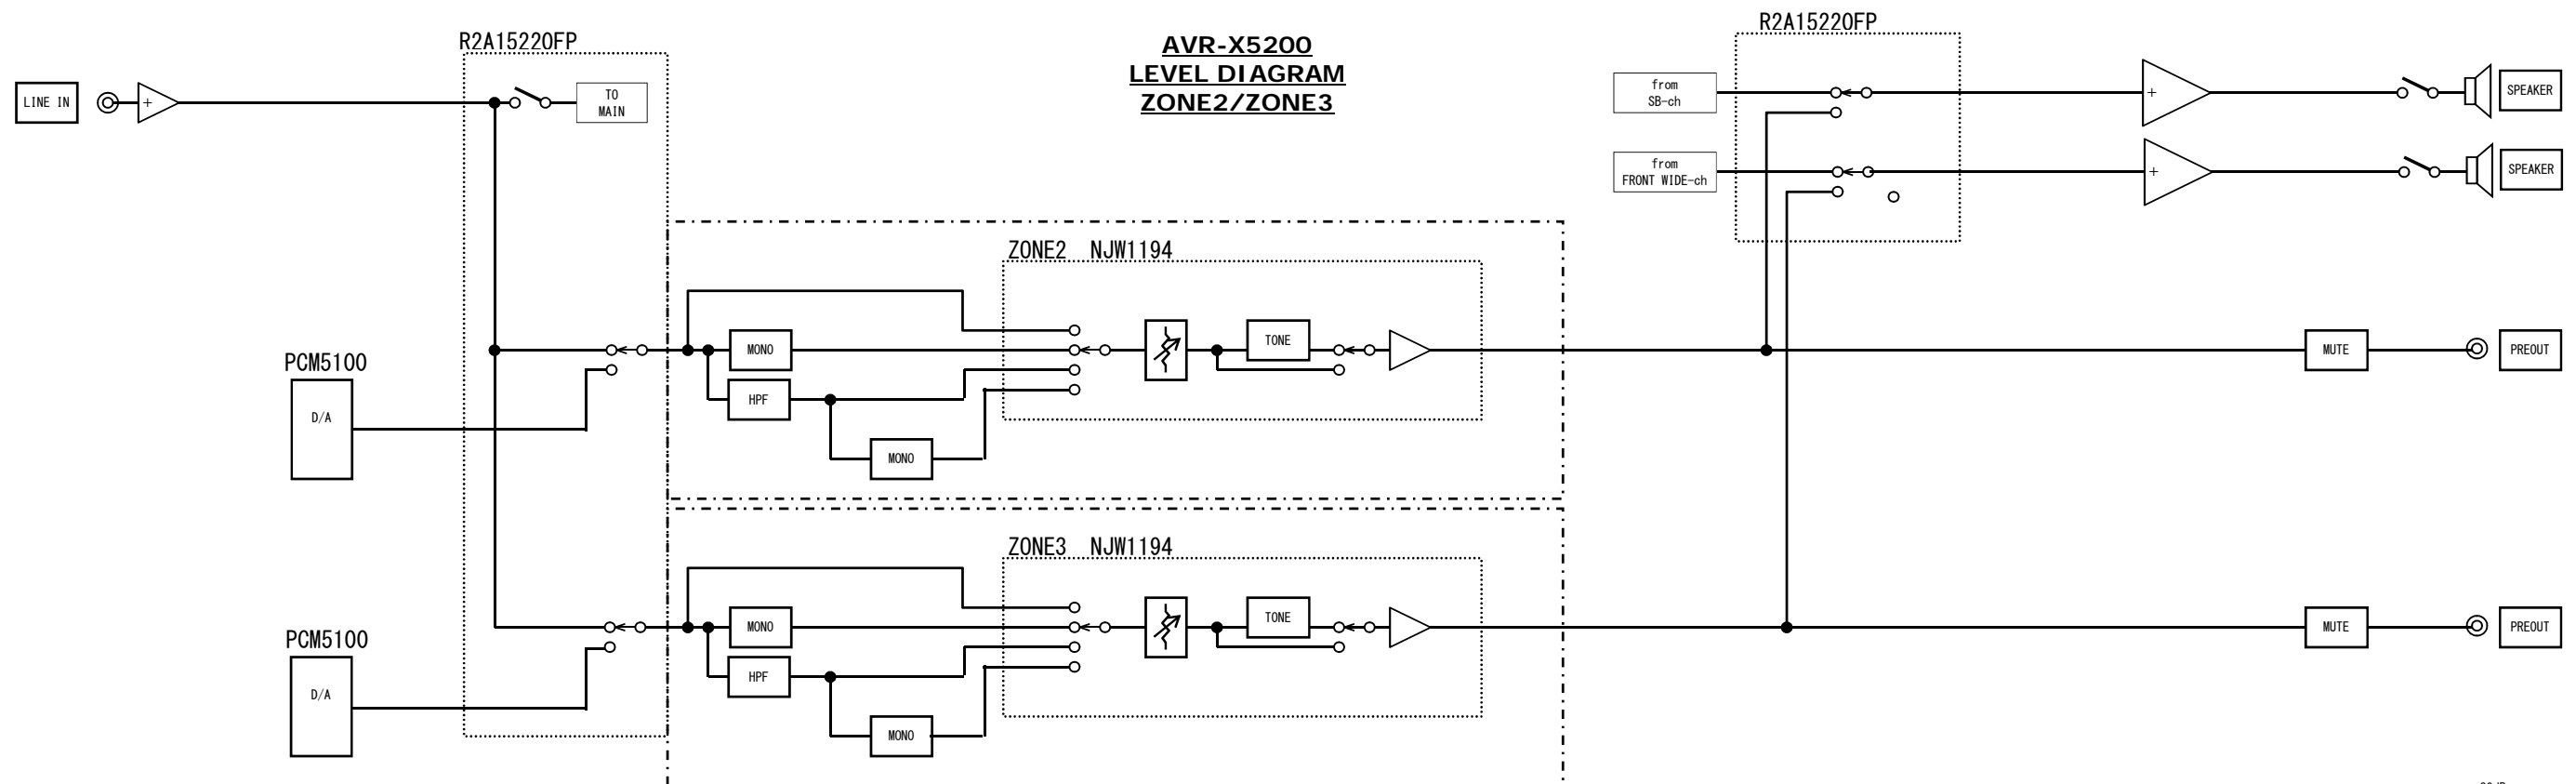 AVR-X5200
LEVEL DIAGRAM
ZONE2/ZONE3
R2A15220FP
R2A15220FP
LINE IN
TO
MAIN
from
SB-ch
SPEAKER
from
FRONT WIDE-ch
SPEAKER
ZONE2 NJW1194
PCM5100
D/A
MONO
HPF
MONO
TONE
MUTE
PREOUT
ZONE3 NJW1194
PCM5100
D/A
MONO
HPF
MONO
TONE
MUTE
PREOUT